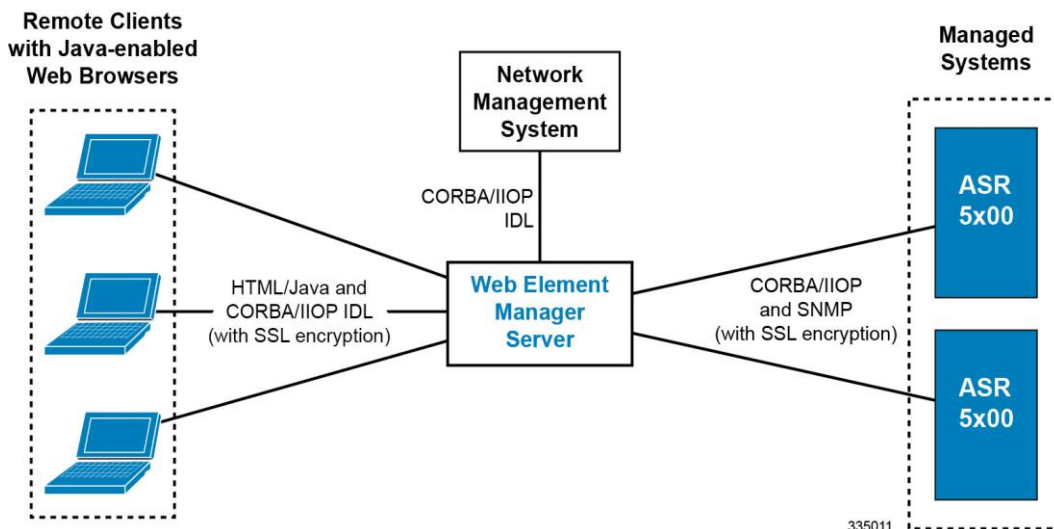 Remote Clients
with Java-enabled
Web Browsers
Network
Management
System
Managed
Systems
CORBA/IIOP
IDL
ASR
5x00
HTML/Java and
CORBA/IIOP IDL
(with SSL encryption)
Web Element
Manager
Server
CORBA/IIOP
and SNMP
(with SSL encryption)
ASR
5x00
335011